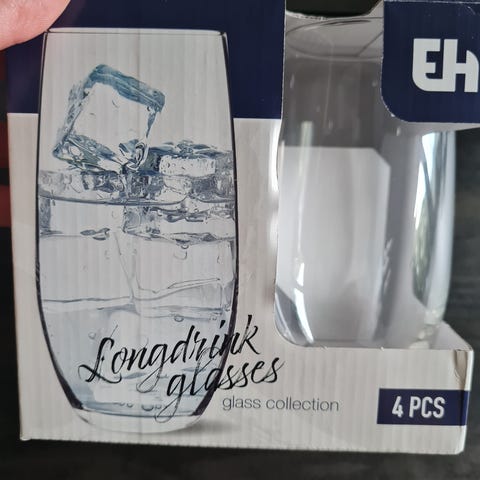 EH
Longdrink
glasses
glass collection
4 PCS